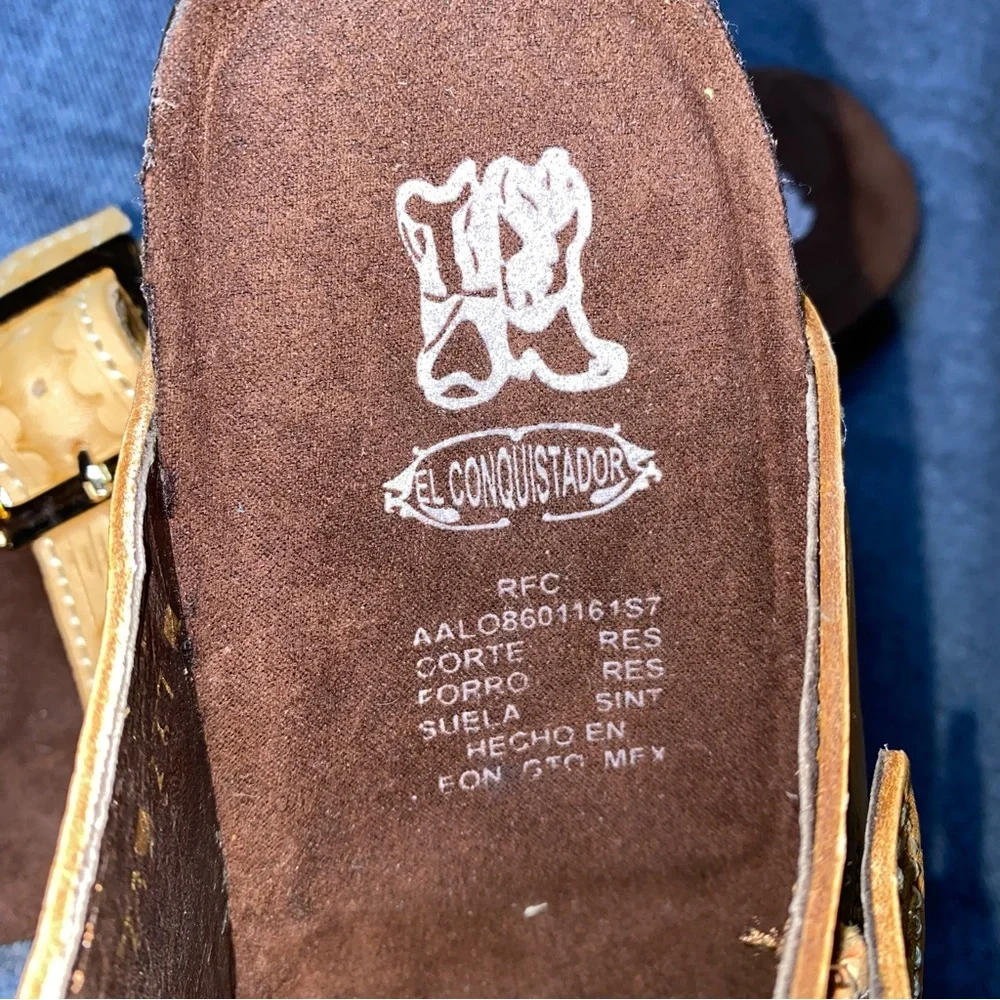 EL CONQUISTADOR
RFC:
AALO8601161S7
CORTE RES
FORRO RES
SUELA SINT
HECHO EN
GTO MEX